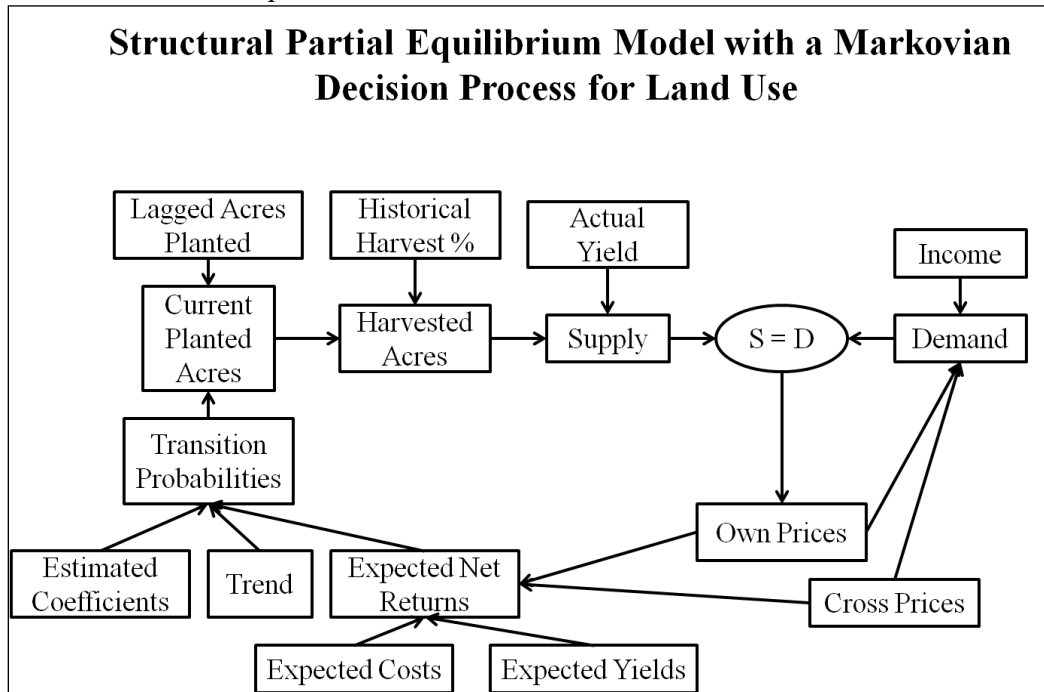 Structural Partial Equilibrium Model with a Markovian
Decision Process for Land Use
Lagged Acres
Planted
Historical
Harvest %
Actual
Yield
Income
Current
Planted
Acres
Harvested
Acres
Supply
S = D
Demand
Transition
Probabilities
Own Prices
Estimated
Coefficients
Trend
Expected Net
Returns
Cross Prices
Expected Costs
Expected Yields